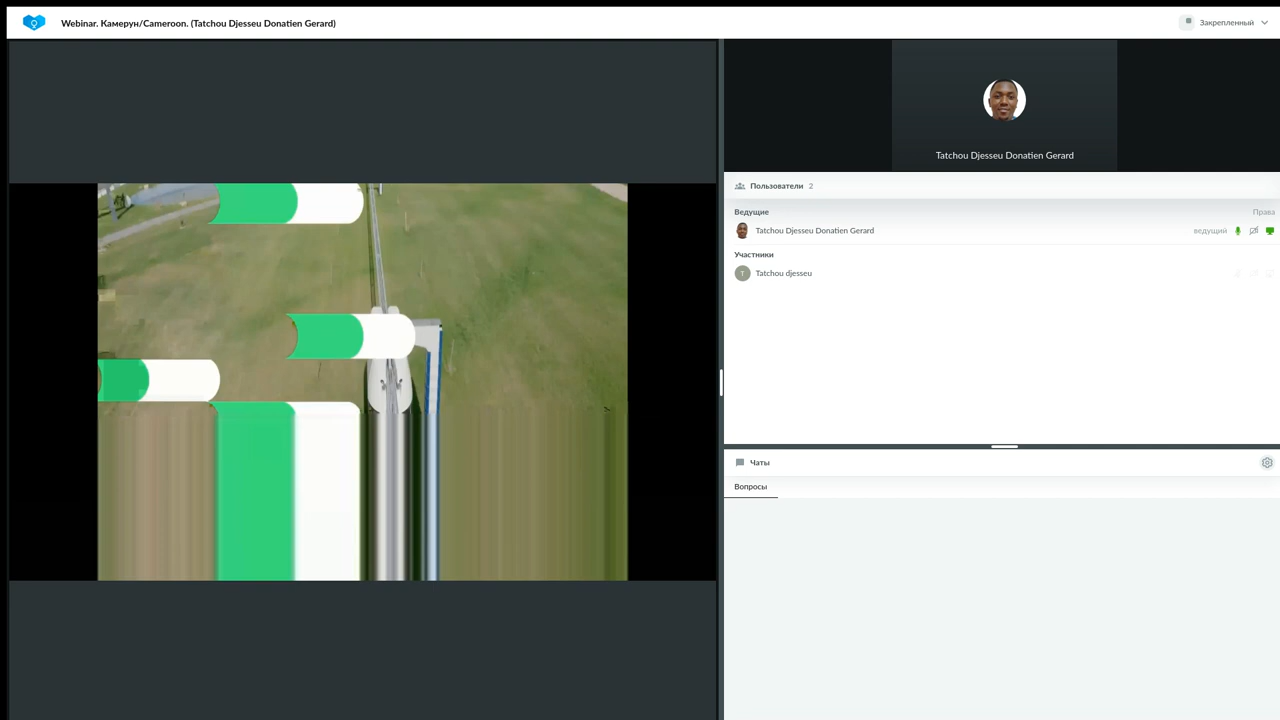 Webinar. Камерун/Cameroon. (Tatchou Djesseu Donatien Gerard)
Закрепленный
Tatchou Djesseu Donatien Gerard
Пользователи 2
Ведущие Права
Tatchou Djesseu Donatien Gerard ведущий
Участники
T Tatchou djesseu
Чаты
Вопросы